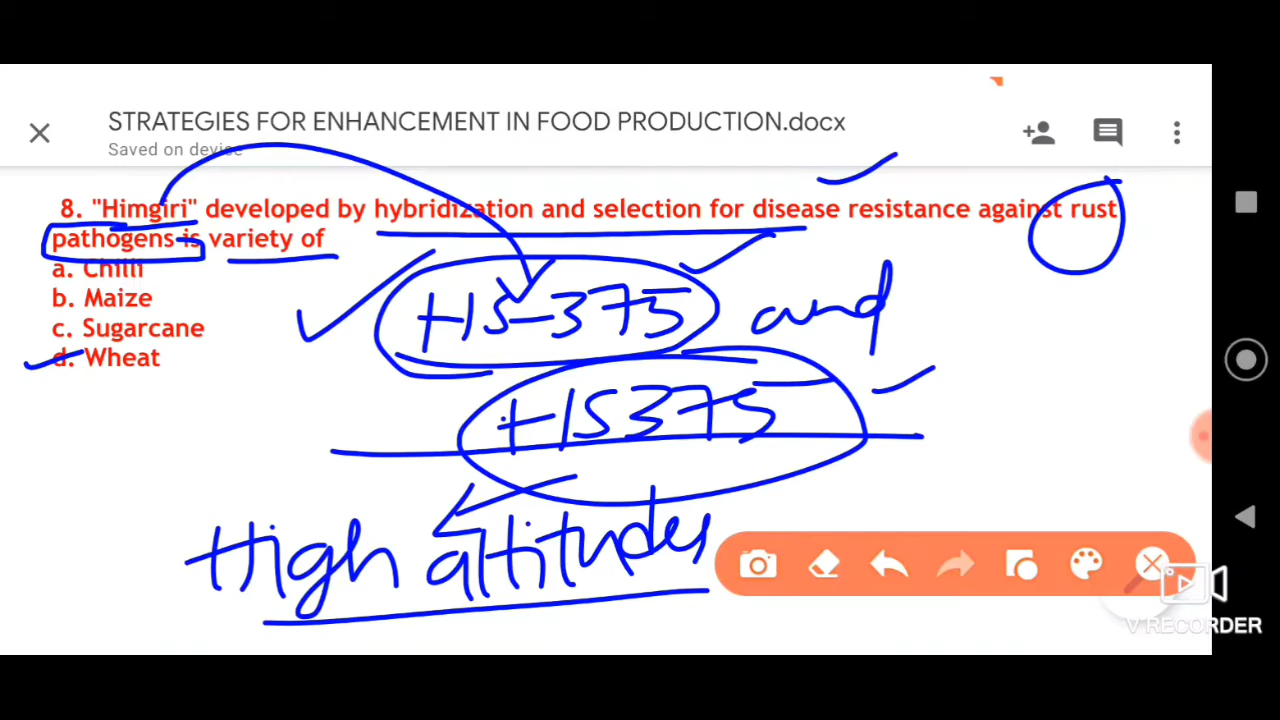 STRATEGIES FOR ENHANCEMENT IN FOOD PRODUCTION.docx
Saved on device
8. "Himgiri" developed by hybridization and selection for disease resistance against rust
pathogens is variety of
a. Chilli
b. Maize
c. Sugarcane
d. Wheat
HS-375 and
HS375
High altitudes
V RECORDER